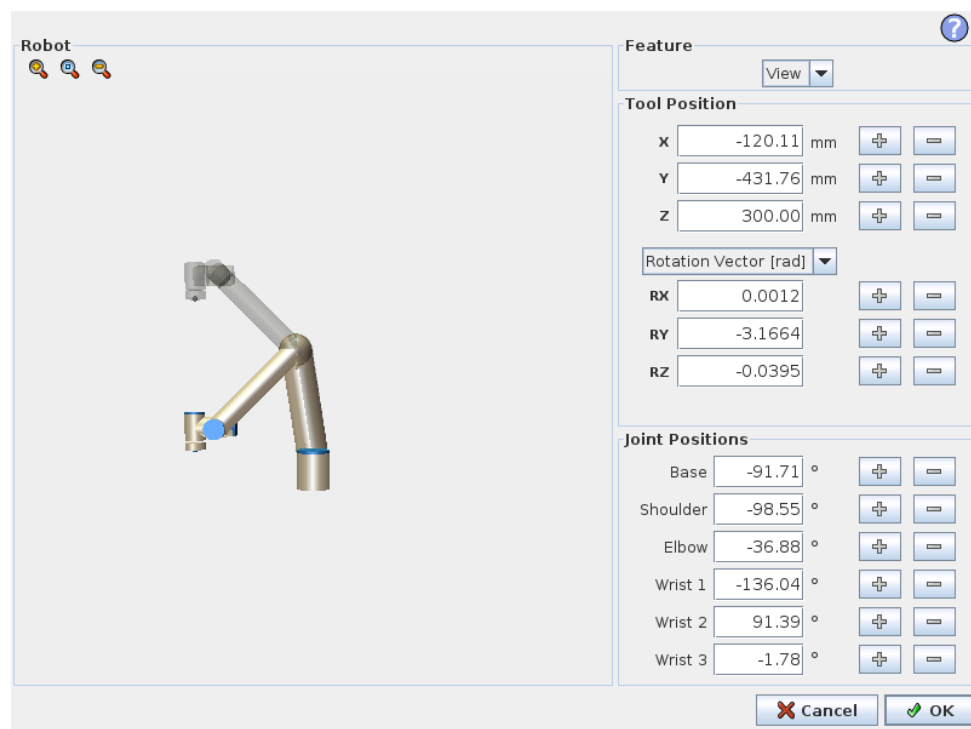 ?
Robot
Feature
View
Tool Position
X -120.11 mm
Y -431.76 mm
Z 300.00 mm
Rotation Vector [rad]
RX 0.0012
RY -3.1664
RZ -0.0395
Joint Positions
Base -91.71 °
Shoulder -98.55 °
Elbow -36.88 °
Wrist 1 -136.04 °
Wrist 2 91.39 °
Wrist 3 -1.78 °
Cancel OK